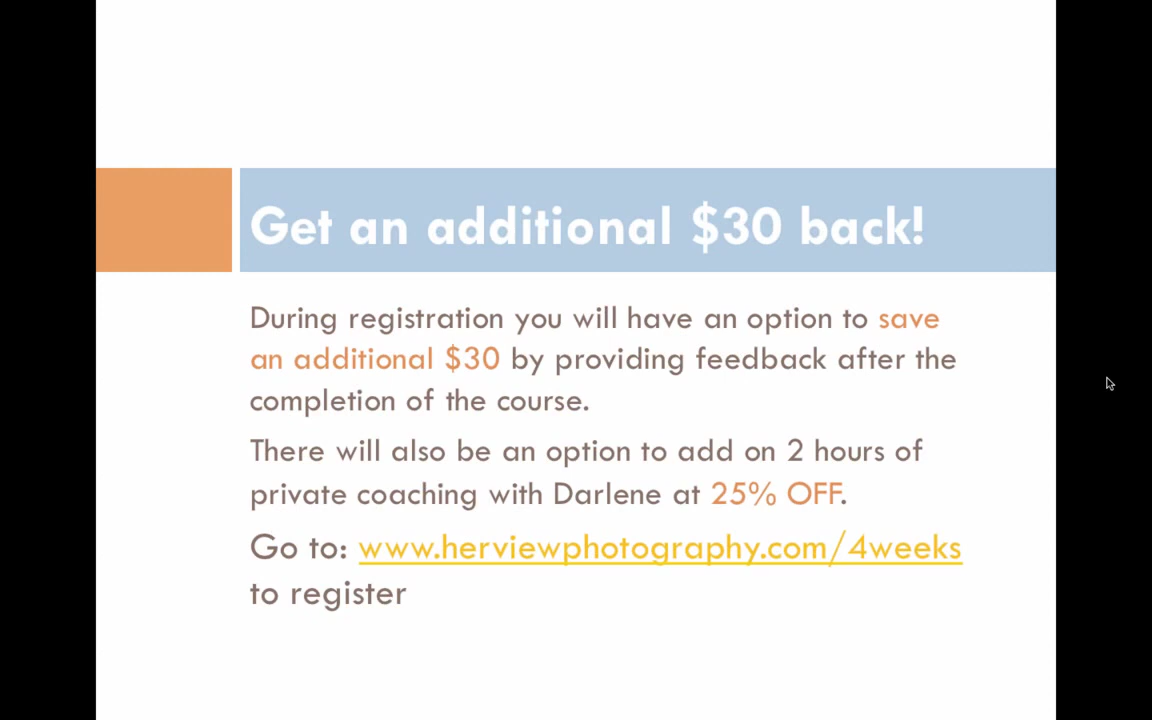 Get an additional $30 back!
During registration you will have an option to save
an additional $30 by providing feedback after the
completion of the course.
There will also be an option to add on 2 hours of
private coaching with Darlene at 25% OFF.
Go to: www.herviewphotography.com/4weeks
to register